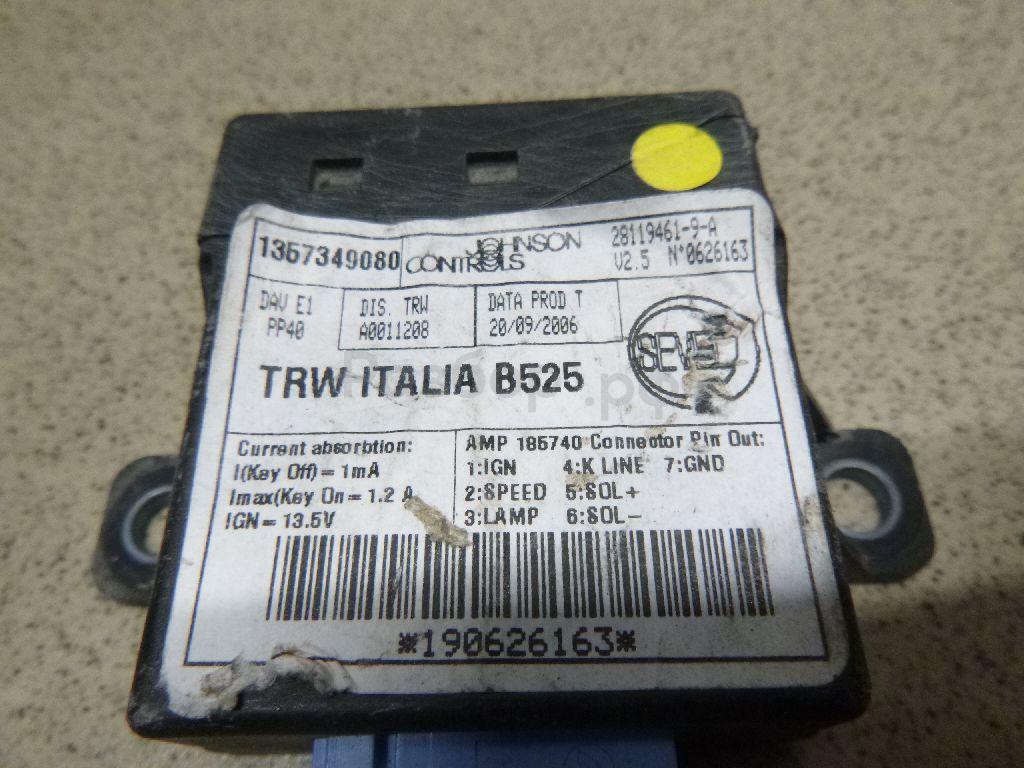 1357349080 JOHNSON CONTROLS 28119461-9-A
V2.5 N°0626163
DAV E1 DIS. TRW DATA PROD T
PP40 A0011208 20/09/2006
SEVEL
TRW ITALIA B525
Current absorbtion: AMP 185740 Connector Pin Out:
I(Key Off)= 1mA 1:IGN 4:K LINE 7:GND
Imax(Key On= 1.2 A 2:SPEED 5:SOL+
IGN= 13.5V 3:LAMP 6:SOL-
*190626163*